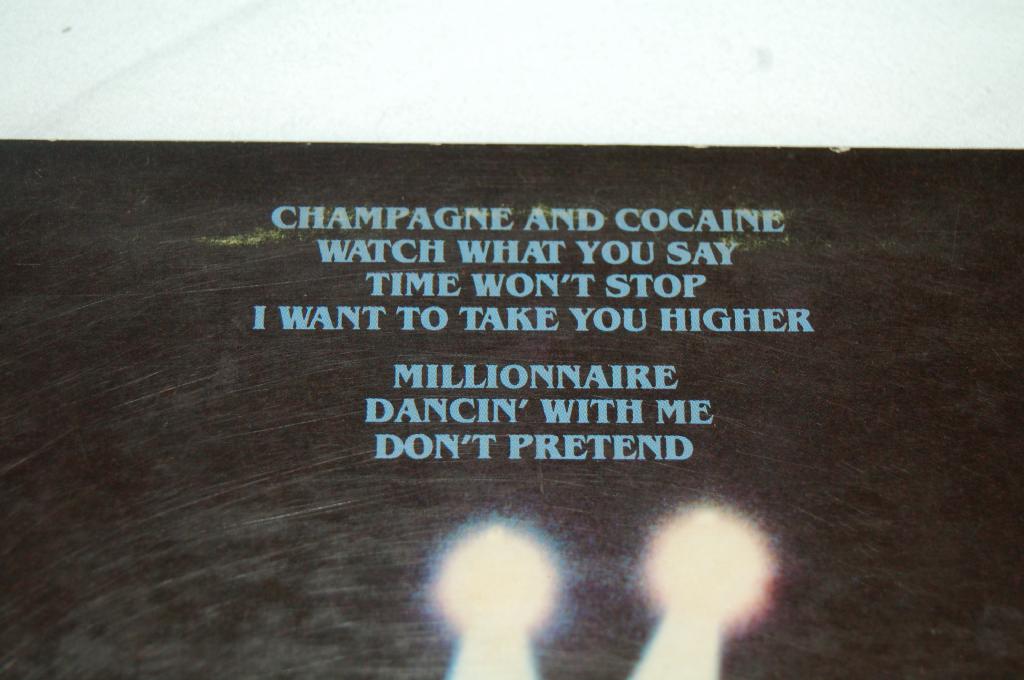 CHAMPAGNE AND COCAINE
WATCH WHAT YOU SAY
TIME WON'T STOP
I WANT TO TAKE YOU HIGHER
MILLIONNAIRE
DANCIN' WITH ME
DON'T PRETEND